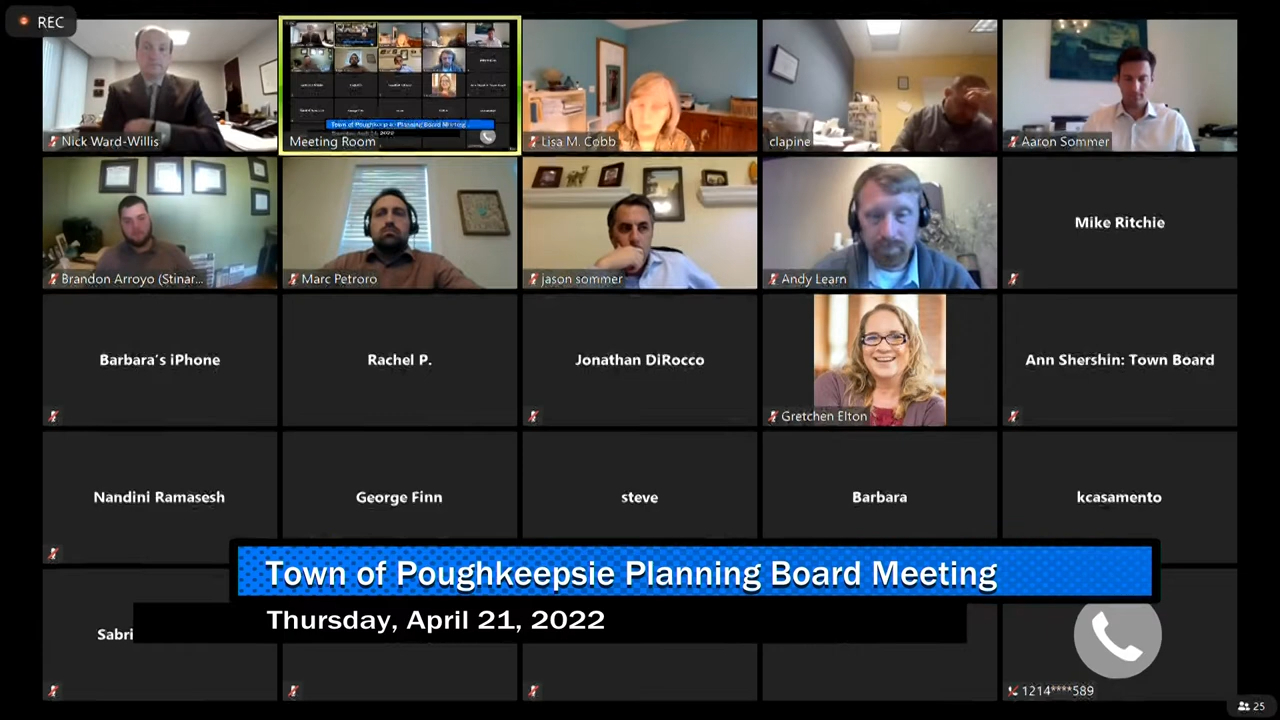 REC
Nick Ward-Willis
Meeting Room
Lisa M. Cobb
clapine
Aaron Sommer
Brandon Arroyo (Stinar...
Marc Petroro
jason sommer
Andy Learn
Mike Ritchie
Barbara's iPhone
Rachel P.
Jonathan DiRocco
Gretchen Elton
Ann Shershin: Town Board
Nandini Ramasesh
George Finn
steve
Barbara
kcasamento
Town of Poughkeepsie Planning Board Meeting
Thursday, April 21, 2022
Sabri
1214****589
25